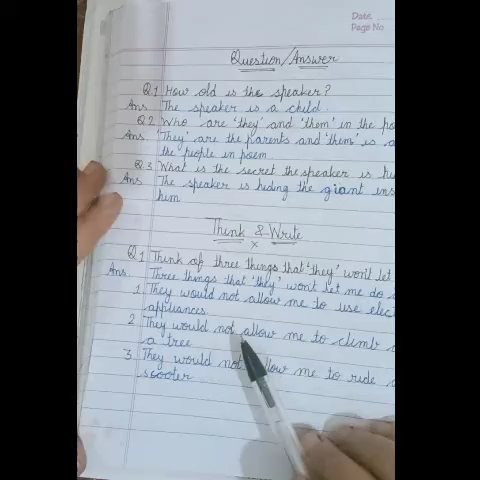 Date
Page No
Question/Answer
Q.1 How old is the speaker?
Ans The speaker is a child.
Q.2 Who are 'they' and 'them' in the
Ans 'They' are the parents and 'them' is
the people in poem.
Q.3 What is the secret the speaker is
Ans The speaker is hiding the giant
him
Think & Write
x
Q.1 Think of three things that 'they' won't let
Ans. Three things that 'they' won't let me do
1 They would not allow me to use
appliances.
2 They would not allow me to climb
a tree
3 They would not allow me to ride
scooter